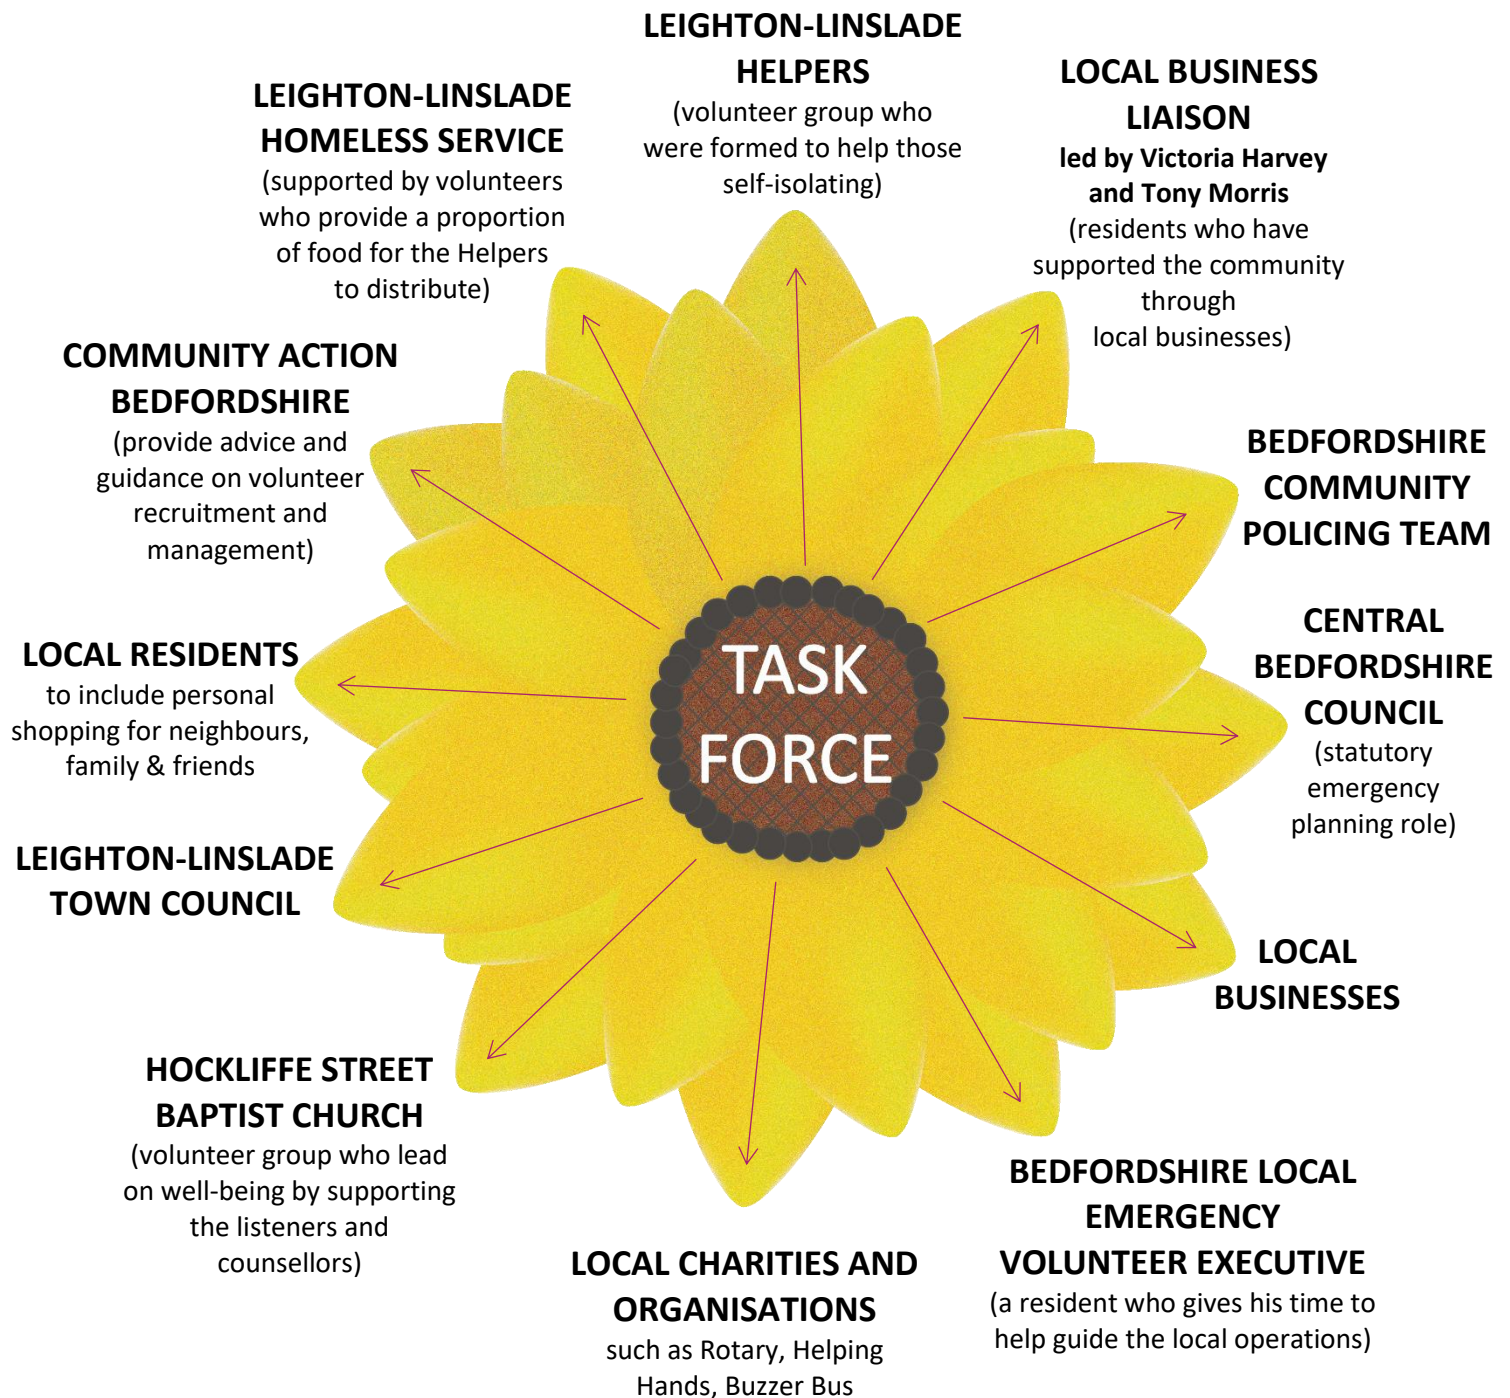 LEIGHTON-LINSLADE
HELPERS
(volunteer group who
were formed to help those
self-isolating)
LOCAL BUSINESS
LIAISON
led by Victoria Harvey
and Tony Morris
(residents who have
supported the community
through
local businesses)
BEDFORDSHIRE
COMMUNITY
POLICING TEAM
CENTRAL
BEDFORDSHIRE
COUNCIL
(statutory
emergency
planning role)
LOCAL
BUSINESSES
BEDFORDSHIRE LOCAL
EMERGENCY
VOLUNTEER EXECUTIVE
(a resident who gives his time to
help guide the local operations)
LOCAL CHARITIES AND
ORGANISATIONS
such as Rotary, Helping
Hands, Buzzer Bus
HOCKLIFFE STREET
BAPTIST CHURCH
(volunteer group who lead
on well-being by supporting
the listeners and
counsellors)
LEIGHTON-LINSLADE
TOWN COUNCIL
LOCAL RESIDENTS
to include personal
shopping for neighbours,
family & friends
COMMUNITY ACTION
BEDFORDSHIRE
(provide advice and
guidance on volunteer
recruitment and
management)
LEIGHTON-LINSLADE
HOMELESS SERVICE
(supported by volunteers
who provide a proportion
of food for the Helpers
to distribute)
TASK
FORCE